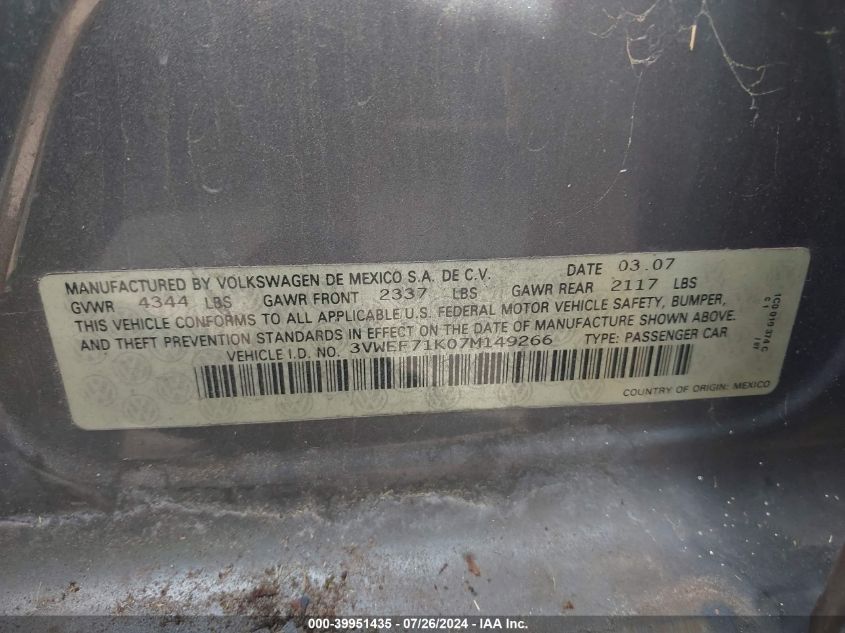 MANUFACTURED BY VOLKSWAGEN DE MEXICO S.A. DE C.V. DATE 03.07
GVWR 4344 LBS GAWR FRONT 2337 LBS GAWR REAR 2117 LBS
THIS VEHICLE CONFORMS TO ALL APPLICABLE U.S. FEDERAL MOTOR VEHICLE SAFETY, BUMPER,
AND THEFT PREVENTION STANDARDS IN EFFECT ON THE DATE OF MANUFACTURE SHOWN ABOVE.
VEHICLE I.D. NO. 3VWEF71K07M149266 TYPE: PASSENGER CAR
COUNTRY OF ORIGIN: MEXICO
1C0 010 374 C
000-39951435 - 07/26/2024 - IAA Inc.